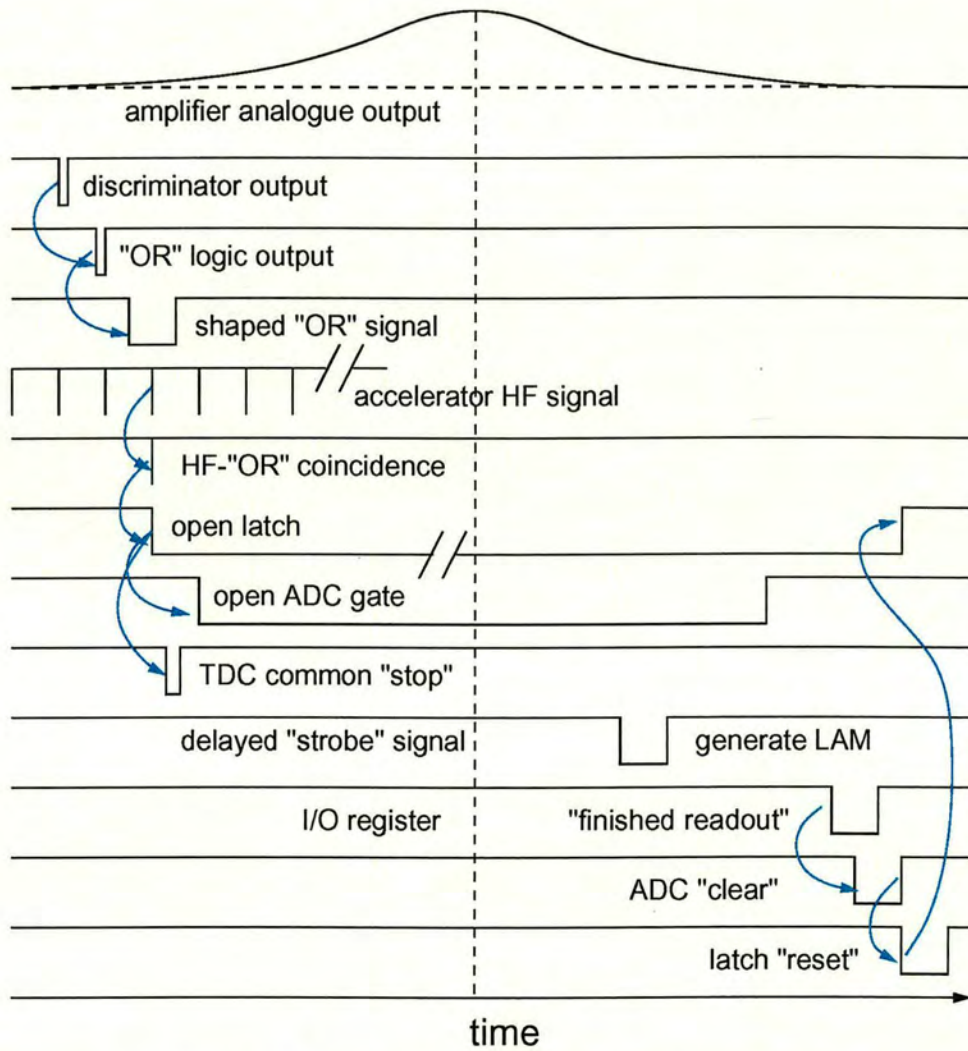 amplifier analogue output
discriminator output
"OR" logic output
shaped "OR" signal
accelerator HF signal
HF-"OR" coincidence
open latch
open ADC gate
TDC common "stop"
delayed "strobe" signal generate LAM
I/O register "finished readout"
ADC "clear"
latch "reset"
time